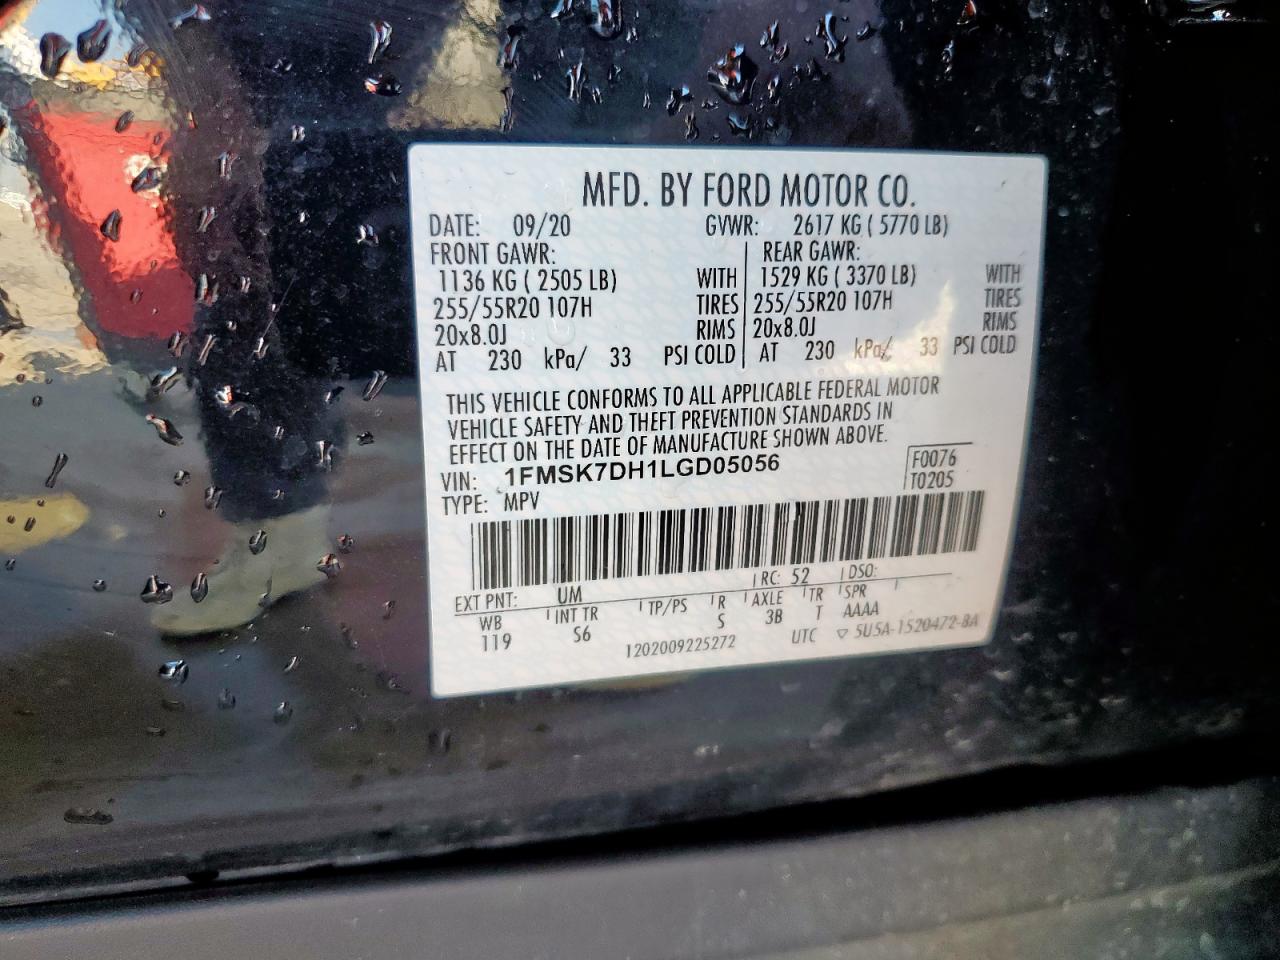 MFD. BY FORD MOTOR CO.
DATE: 09/20 GVWR: 2617 KG ( 5770 LB)
FRONT GAWR: REAR GAWR:
1136 KG ( 2505 LB) WITH 1529 KG ( 3370 LB) WITH
255/55R20 107H TIRES 255/55R20 107H TIRES
20x8.0J RIMS 20x8.0J RIMS
AT 230 kPa/ 33 PSI COLD AT 230 kPa/ 33 PSI COLD
THIS VEHICLE CONFORMS TO ALL APPLICABLE FEDERAL MOTOR
VEHICLE SAFETY AND THEFT PREVENTION STANDARDS IN
EFFECT ON THE DATE OF MANUFACTURE SHOWN ABOVE.
VIN: 1FMSK7DH1LGD05056 F0076
TYPE: MPV T0205
EXT PNT: UM RC: 52 DSO:
WB INT TR TP/PS R AXLE TR SPR
119 S6 S 3B T AAAA
1202009225272 UTC ▽ 5U5A-1520472-BA